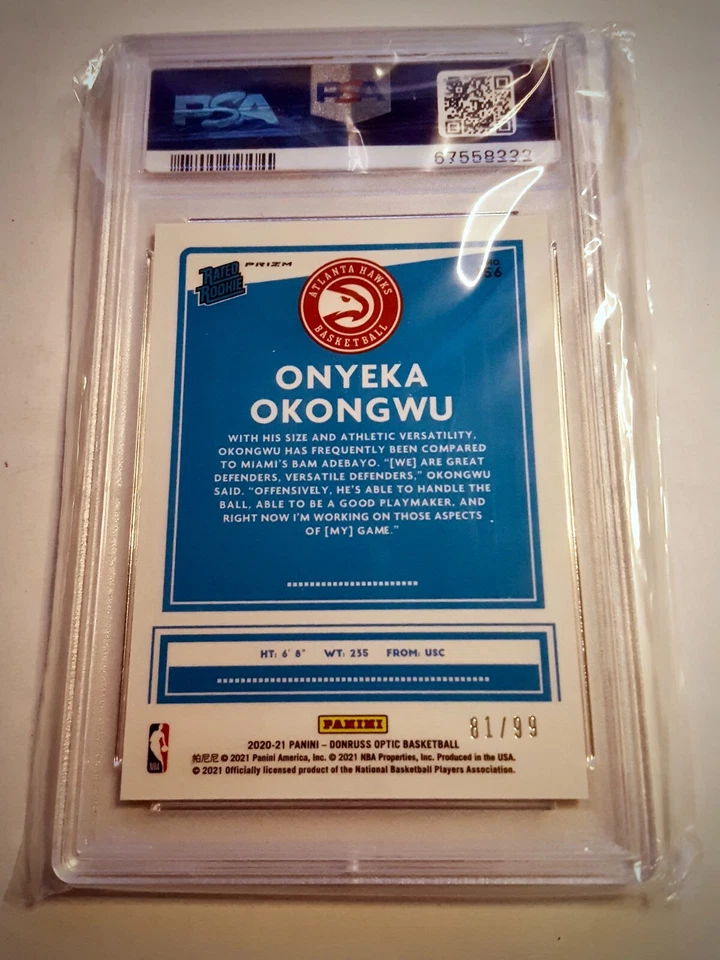 PSA
PSA
67558332
RATED
ROOKIE
PRIZM
NO.
56
ATLANTA HAWKS
BASKETBALL
ONYEKA
OKONGWU
WITH HIS SIZE AND ATHLETIC VERSATILITY,
OKONGWU HAS FREQUENTLY BEEN COMPARED
TO MIAMI'S BAM ADEBAYO. "[WE] ARE GREAT
DEFENDERS, VERSATILE DEFENDERS," OKONGWU
SAID. "OFFENSIVELY, HE'S ABLE TO HANDLE THE
BALL, ABLE TO BE A GOOD PLAYMAKER, AND
RIGHT NOW I'M WORKING ON THOSE ASPECTS
OF [MY] GAME."
HT: 6' 8" WT: 235 FROM: USC
PANINI
81/99
NBA
2020-21 PANINI – DONRUSS OPTIC BASKETBALL
帕尼尼 © 2021 Panini America, Inc. © 2021 NBA Properties, Inc. Produced in the USA.
© 2021 Officially licensed product of the National Basketball Players Association.